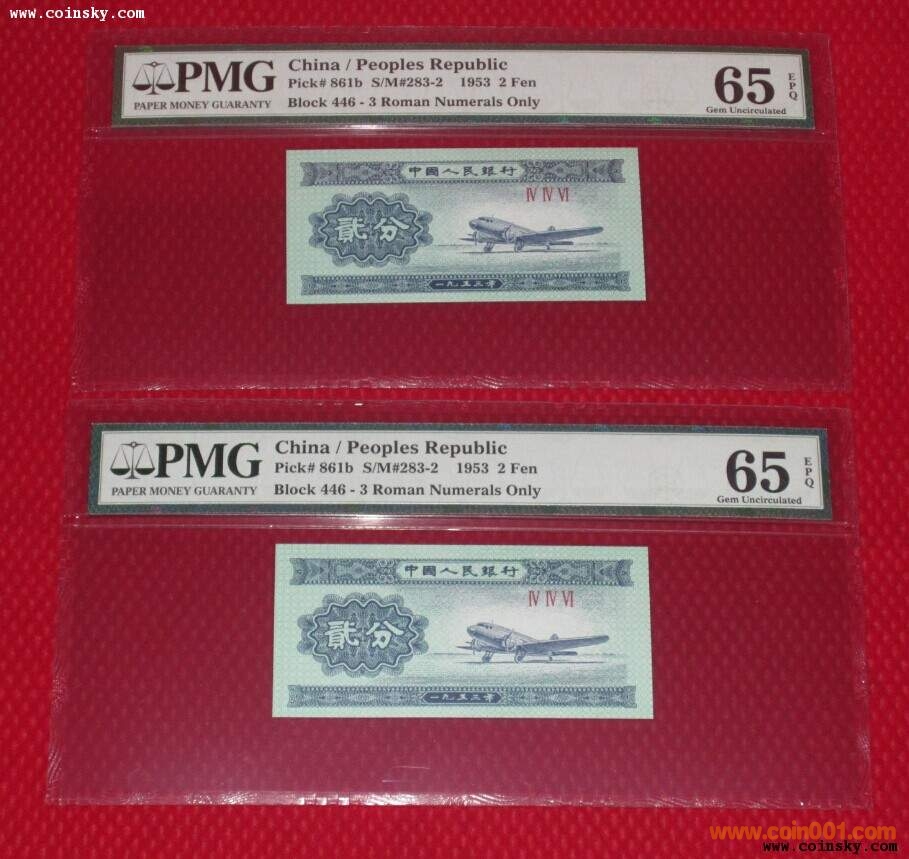 www.coinsky.com
PMG
PAPER MONEY GUARANTY
China / Peoples Republic
Pick# 861b S/M#283-2 1953 2 Fen
Block 446 - 3 Roman Numerals Only
65 EPQ
Gem Uncirculated
中國人民銀行
IV IV VI
貳分
一九五三年
PMG
PAPER MONEY GUARANTY
China / Peoples Republic
Pick# 861b S/M#283-2 1953 2 Fen
Block 446 - 3 Roman Numerals Only
65 EPQ
Gem Uncirculated
中國人民銀行
IV IV VI
貳分
一九五三年
www.coin001.com
www.coinsky.com